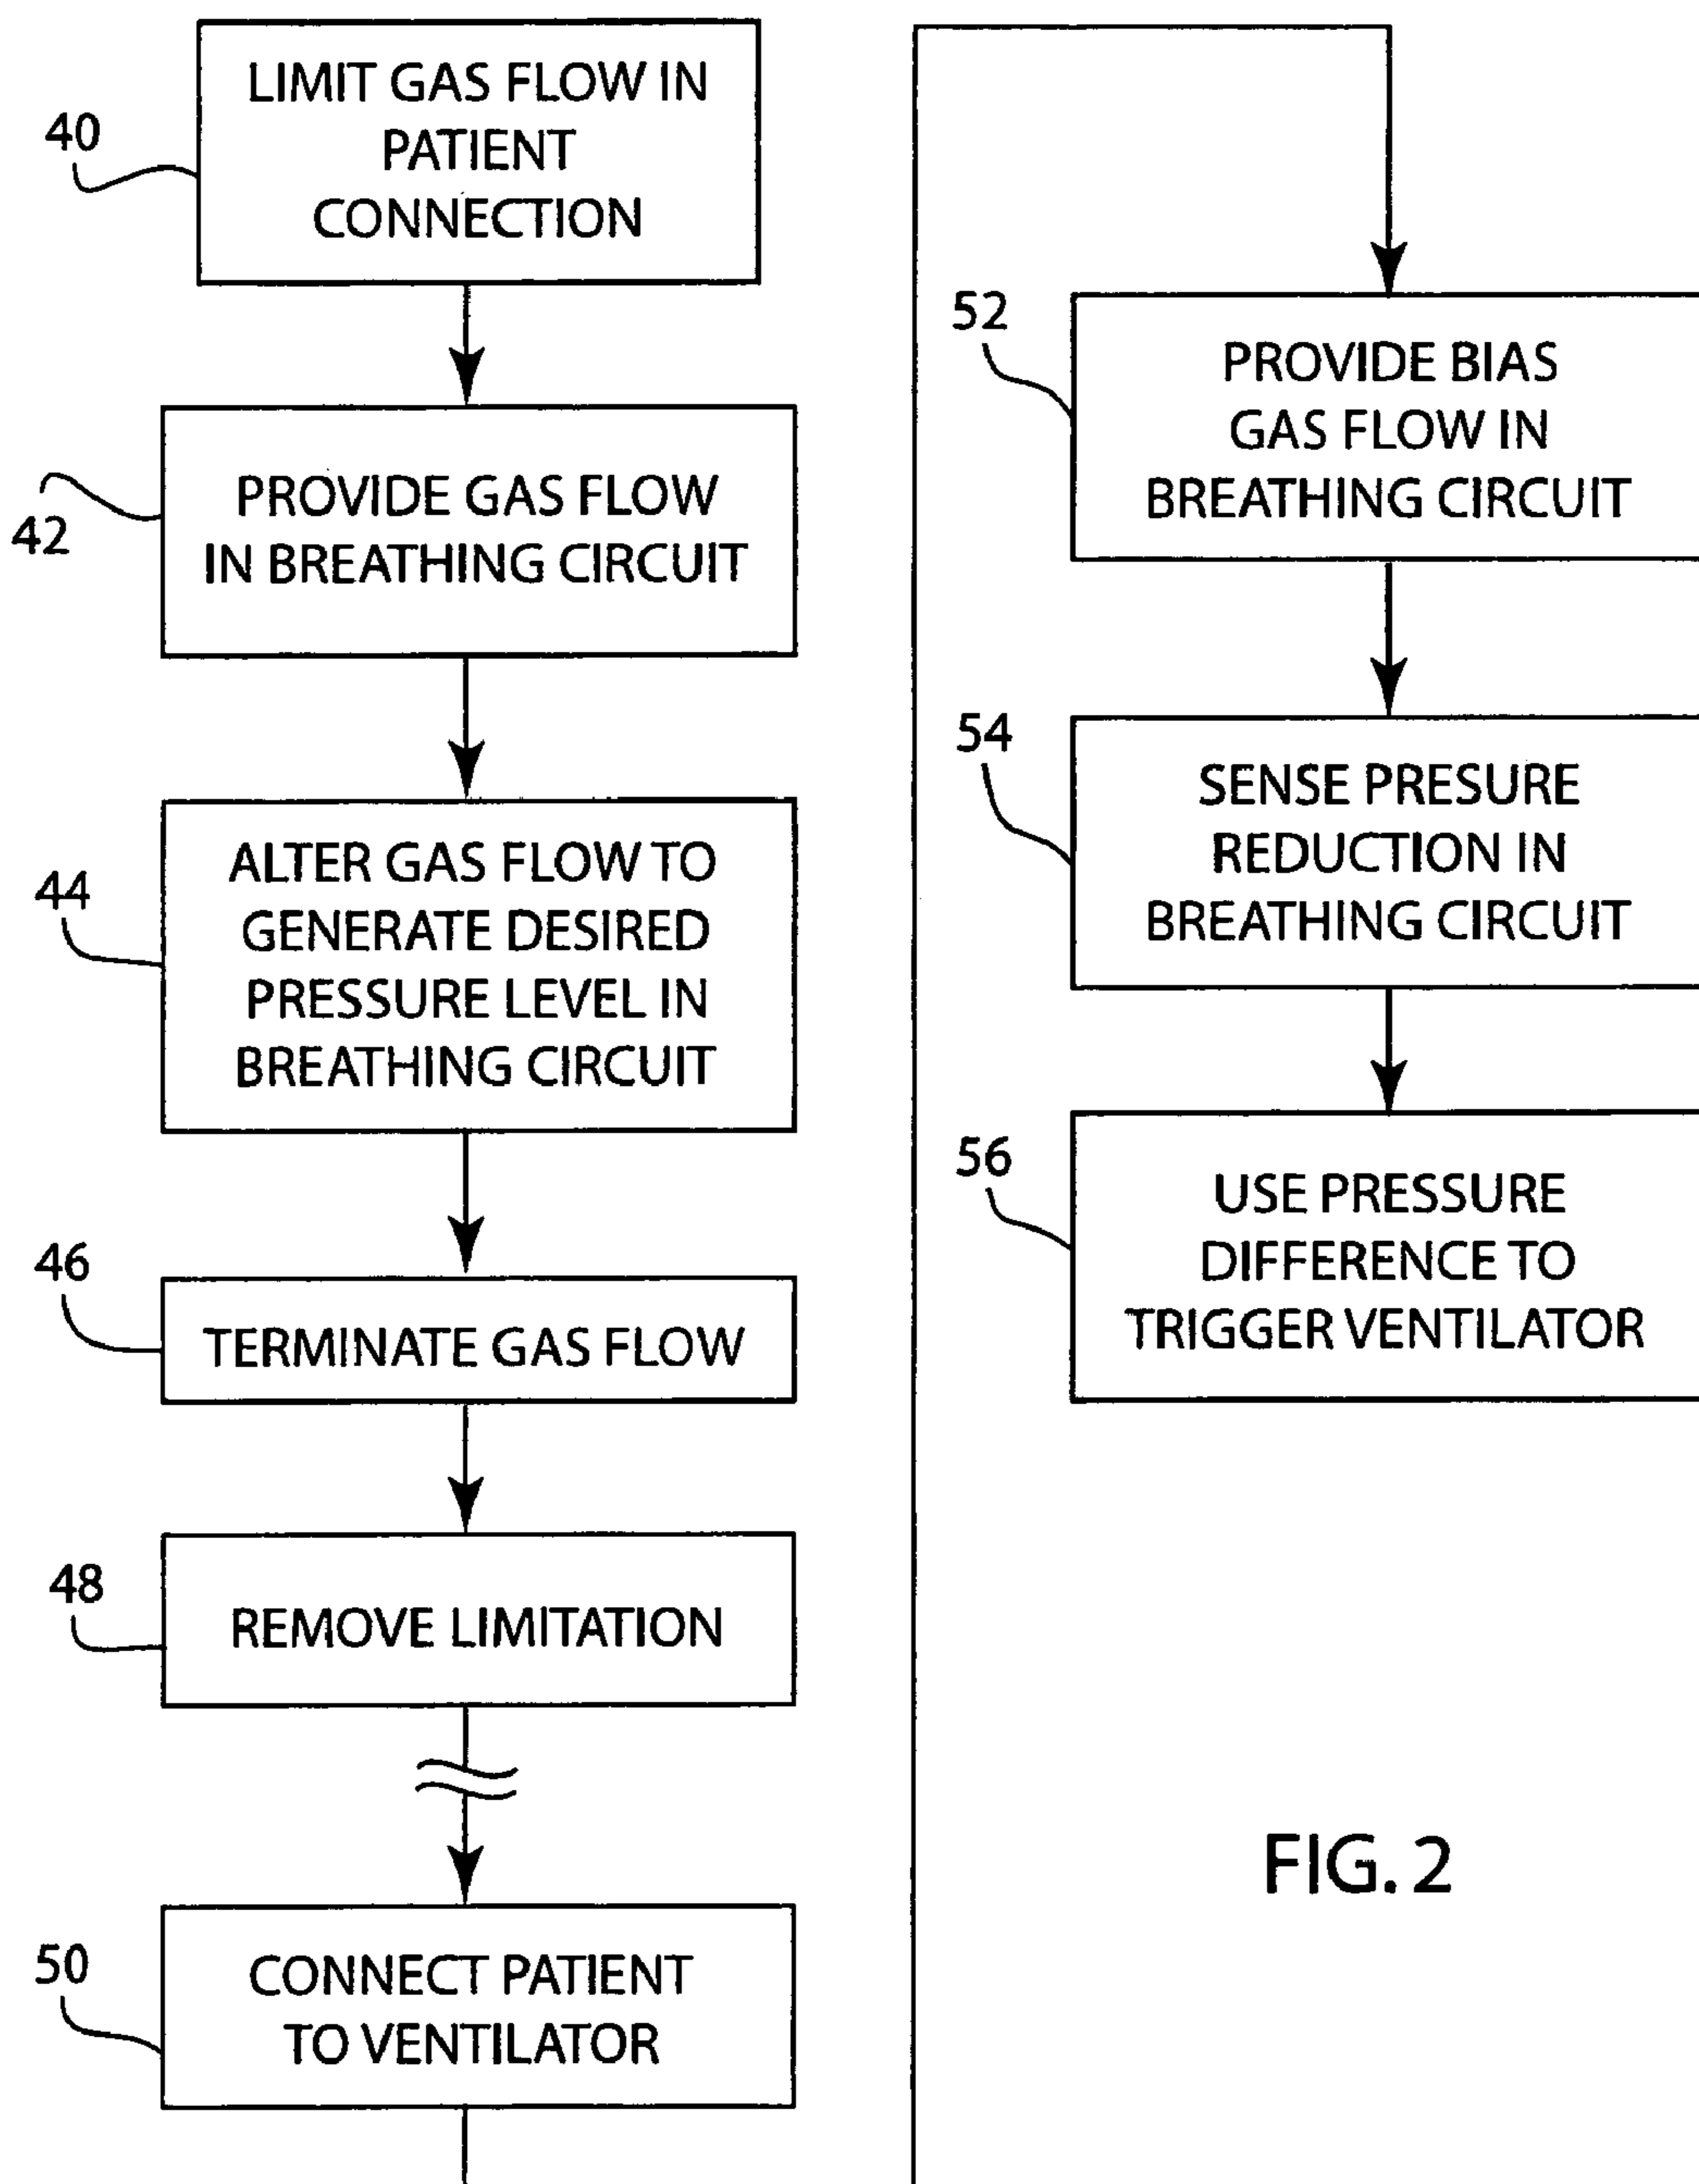 40
LIMIT GAS FLOW IN
PATIENT
CONNECTION
42
PROVIDE GAS FLOW
IN BREATHING CIRCUIT
44
ALTER GAS FLOW TO
GENERATE DESIRED
PRESSURE LEVEL IN
BREATHING CIRCUIT
46
TERMINATE GAS FLOW
48
REMOVE LIMITATION
50
CONNECT PATIENT
TO VENTILATOR
52
PROVIDE BIAS
GAS FLOW IN
BREATHING CIRCUIT
54
SENSE PRESURE
REDUCTION IN
BREATHING CIRCUIT
56
USE PRESSURE
DIFFERENCE TO
TRIGGER VENTILATOR
FIG. 2